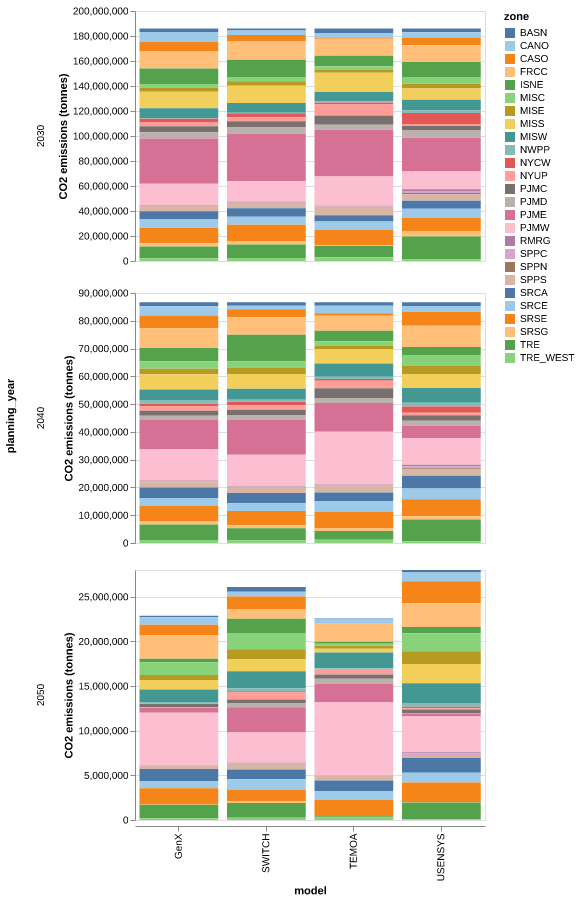 planning_year
2030
CO2 emissions (tonnes)
200,000,000
180,000,000
160,000,000
140,000,000
120,000,000
100,000,000
80,000,000
60,000,000
40,000,000
20,000,000
0
2040
CO2 emissions (tonnes)
90,000,000
80,000,000
70,000,000
60,000,000
50,000,000
40,000,000
30,000,000
20,000,000
10,000,000
0
2050
CO2 emissions (tonnes)
25,000,000
20,000,000
15,000,000
10,000,000
5,000,000
0
GenX
SWITCH
TEMOA
USENSYS
model
zone
BASN
CANO
CASO
FRCC
ISNE
MISC
MISE
MISS
MISW
NWPP
NYCW
NYUP
PJMC
PJMD
PJME
PJMW
RMRG
SPPC
SPPN
SPPS
SRCA
SRCE
SRSE
SRSG
TRE
TRE_WEST